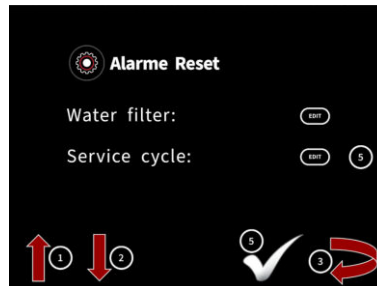 Alarme Reset
Water filter: EDIT
Service cycle: EDIT 5
5
1 2 3